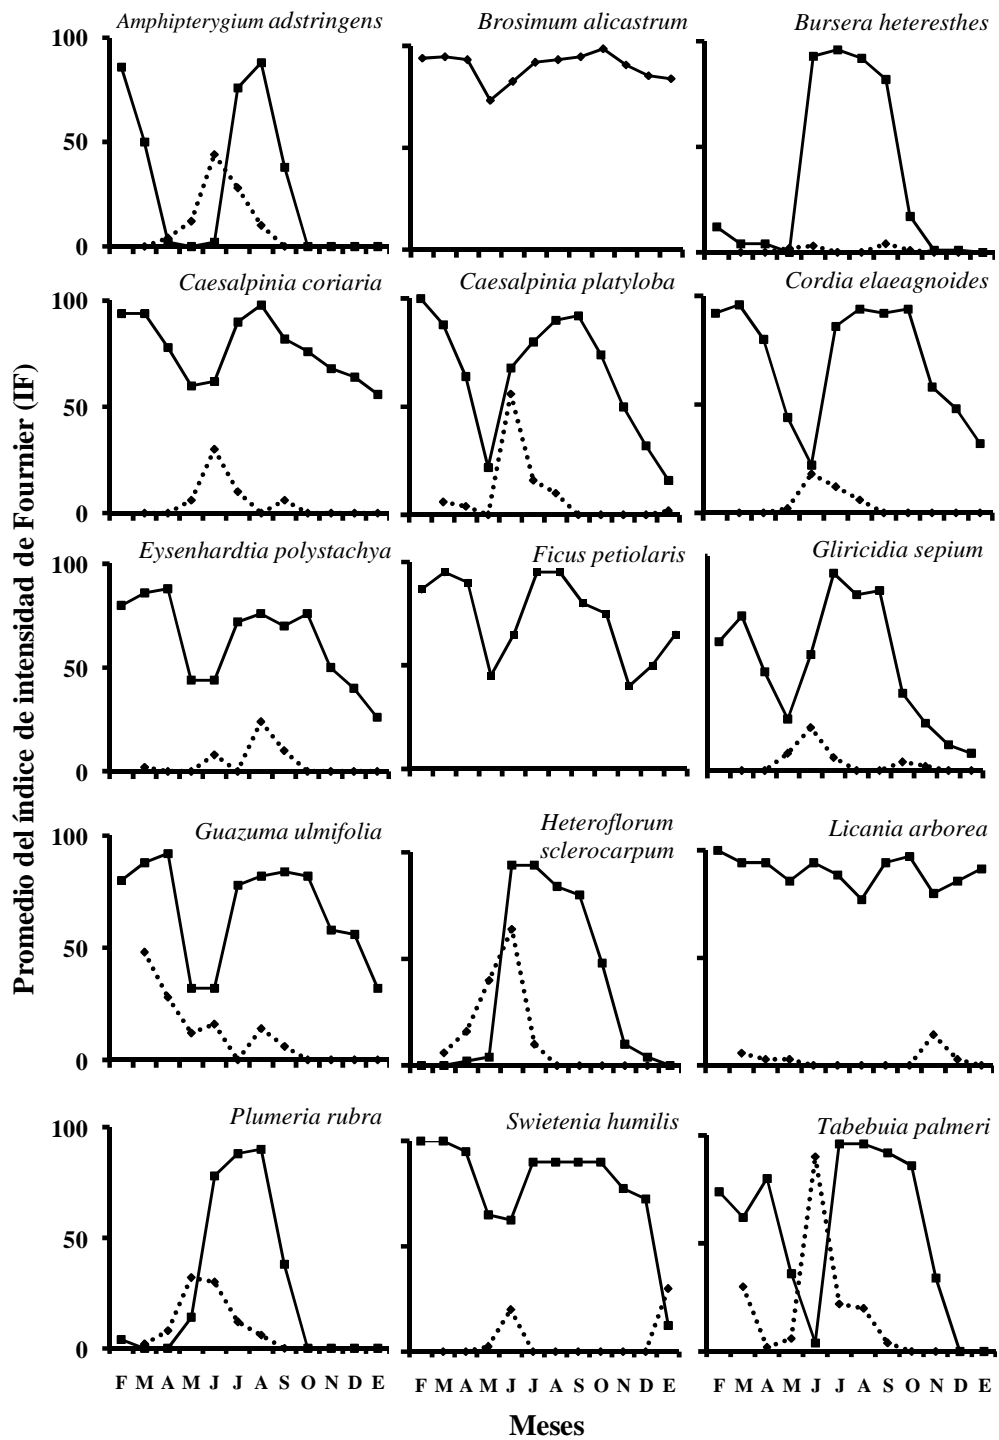 Amphipterygium adstringens
Brosimum alicastrum
Bursera heteresthes
100
50
0
Caesalpinia coriaria
Caesalpinia platyloba
Cordia elaeagnoides
100
50
0
Promedio del índice de intensidad de Fournier (IF)
Eysenhardtia polystachya
Ficus petiolaris
Gliricidia sepium
100
50
0
Guazuma ulmifolia
Heteroflorum
sclerocarpum
Licania arborea
100
50
0
Plumeria rubra
Swietenia humilis
Tabebuia palmeri
100
50
0
F M A M J J A S O N D E
F M A M J J A S O N D E
F M A M J J A S O N D E
Meses